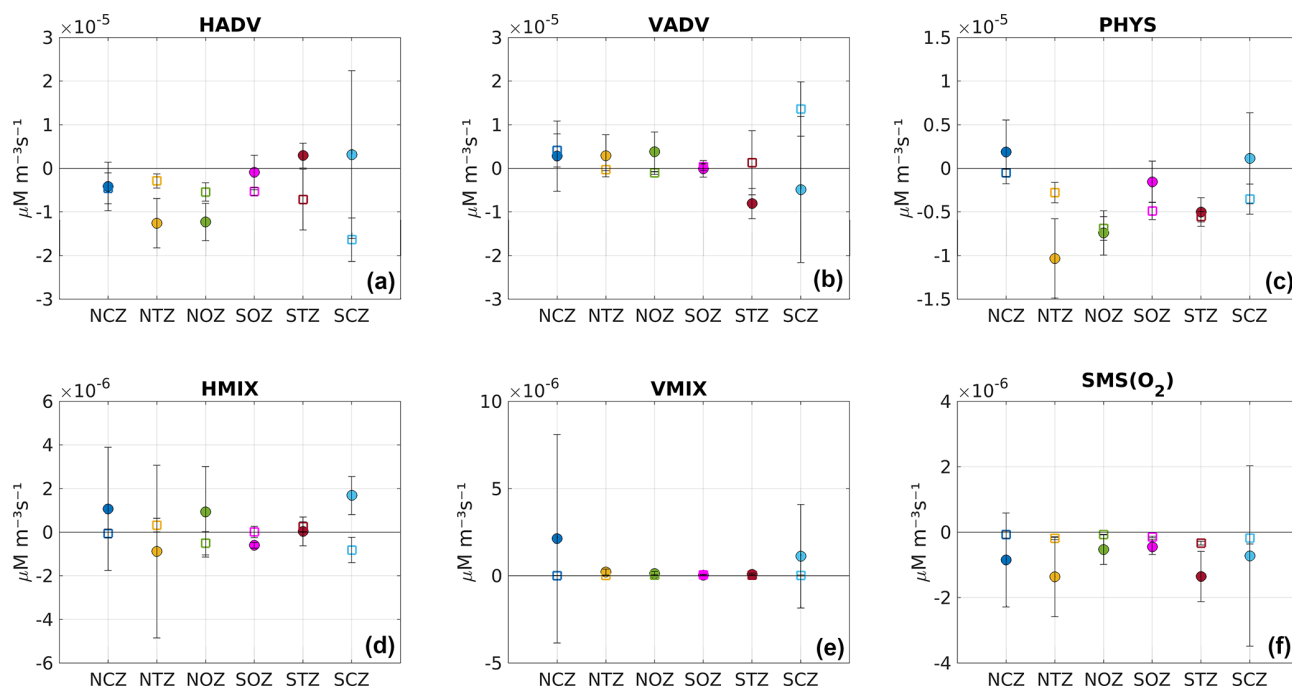 HADV
×10⁻⁵
3
2
1
0
-1
-2
-3
μM m⁻³s⁻¹
NCZ NTZ NOZ SOZ STZ SCZ
(a)
VADV
×10⁻⁵
3
2
1
0
-1
-2
-3
μM m⁻³s⁻¹
NCZ NTZ NOZ SOZ STZ SCZ
(b)
PHYS
×10⁻⁵
1.5
1
0.5
0
-0.5
-1
-1.5
μM m⁻³s⁻¹
NCZ NTZ NOZ SOZ STZ SCZ
(c)
HMIX
×10⁻⁶
6
4
2
0
-2
-4
-6
μM m⁻³s⁻¹
NCZ NTZ NOZ SOZ STZ SCZ
(d)
VMIX
×10⁻⁶
10
5
0
-5
μM m⁻³s⁻¹
NCZ NTZ NOZ SOZ STZ SCZ
(e)
SMS(O₂)
×10⁻⁶
4
2
0
-2
-4
μM m⁻³s⁻¹
NCZ NTZ NOZ SOZ STZ SCZ
(f)